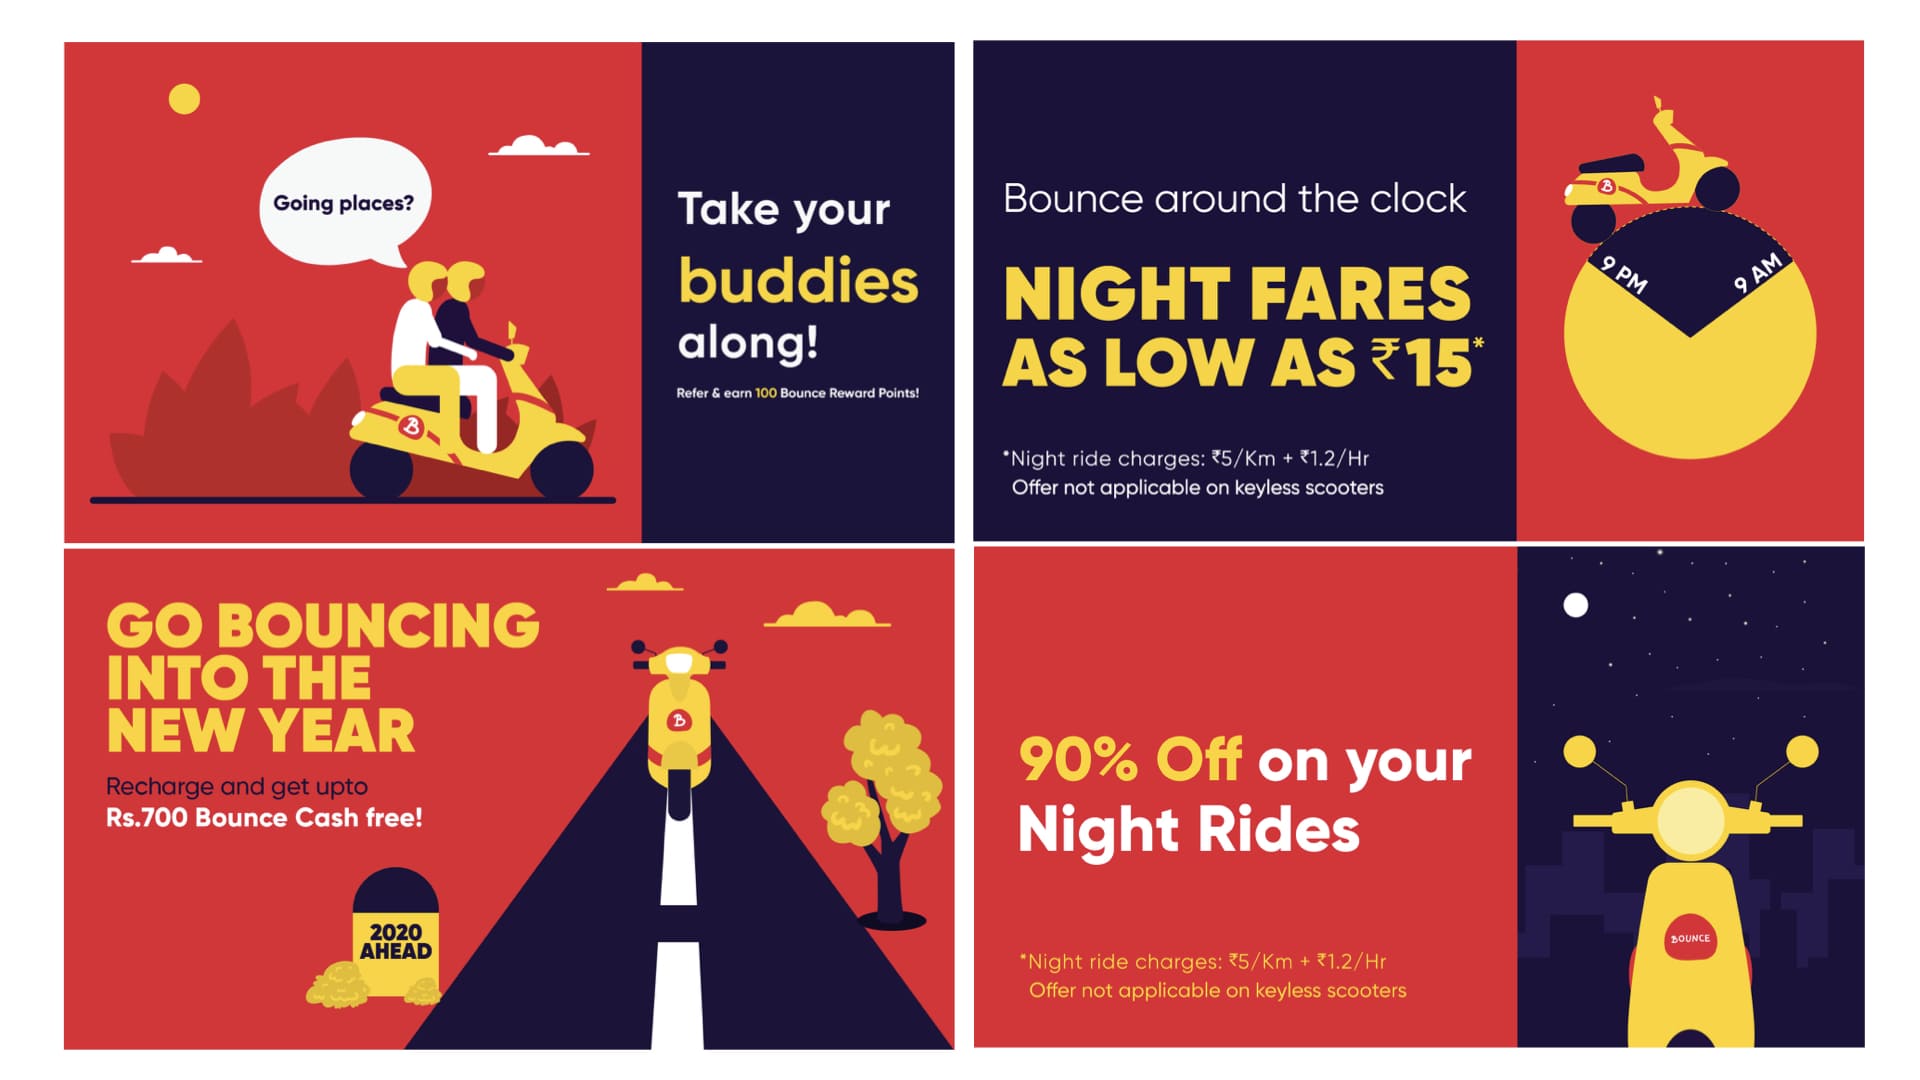 Going places?
B
Take your
buddies
along!
Refer & earn 100 Bounce Reward Points!
Bounce around the clock
NIGHT FARES
AS LOW AS ₹15*
*Night ride charges: ₹5/Km + ₹1.2/Hr
Offer not applicable on keyless scooters
B
9 PM
9 AM
GO BOUNCING
INTO THE
NEW YEAR
Recharge and get upto
Rs.700 Bounce Cash free!
B
2020
AHEAD
90% Off on your
Night Rides
*Night ride charges: ₹5/Km + ₹1.2/Hr
Offer not applicable on keyless scooters
BOUNCE